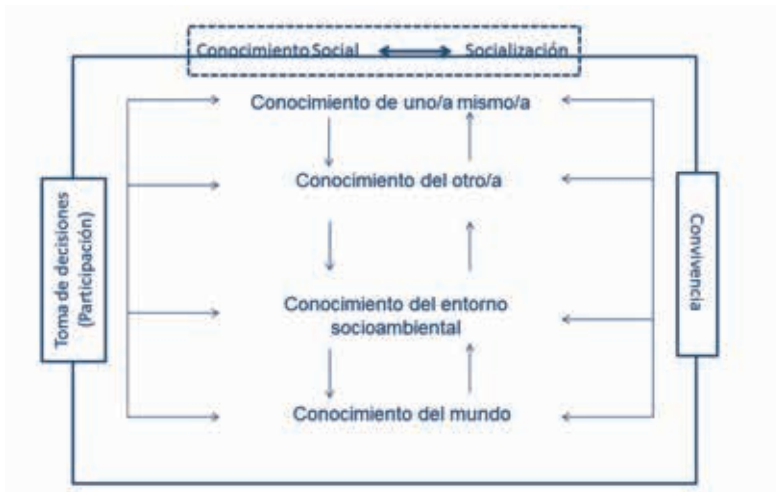 Conocimiento Social
Socialización
Conocimiento de uno/a mismo/a
Conocimiento del otro/a
Toma de decisiones
(Participación)
Convivencia
Conocimiento del entorno
socioambiental
Conocimiento del mundo